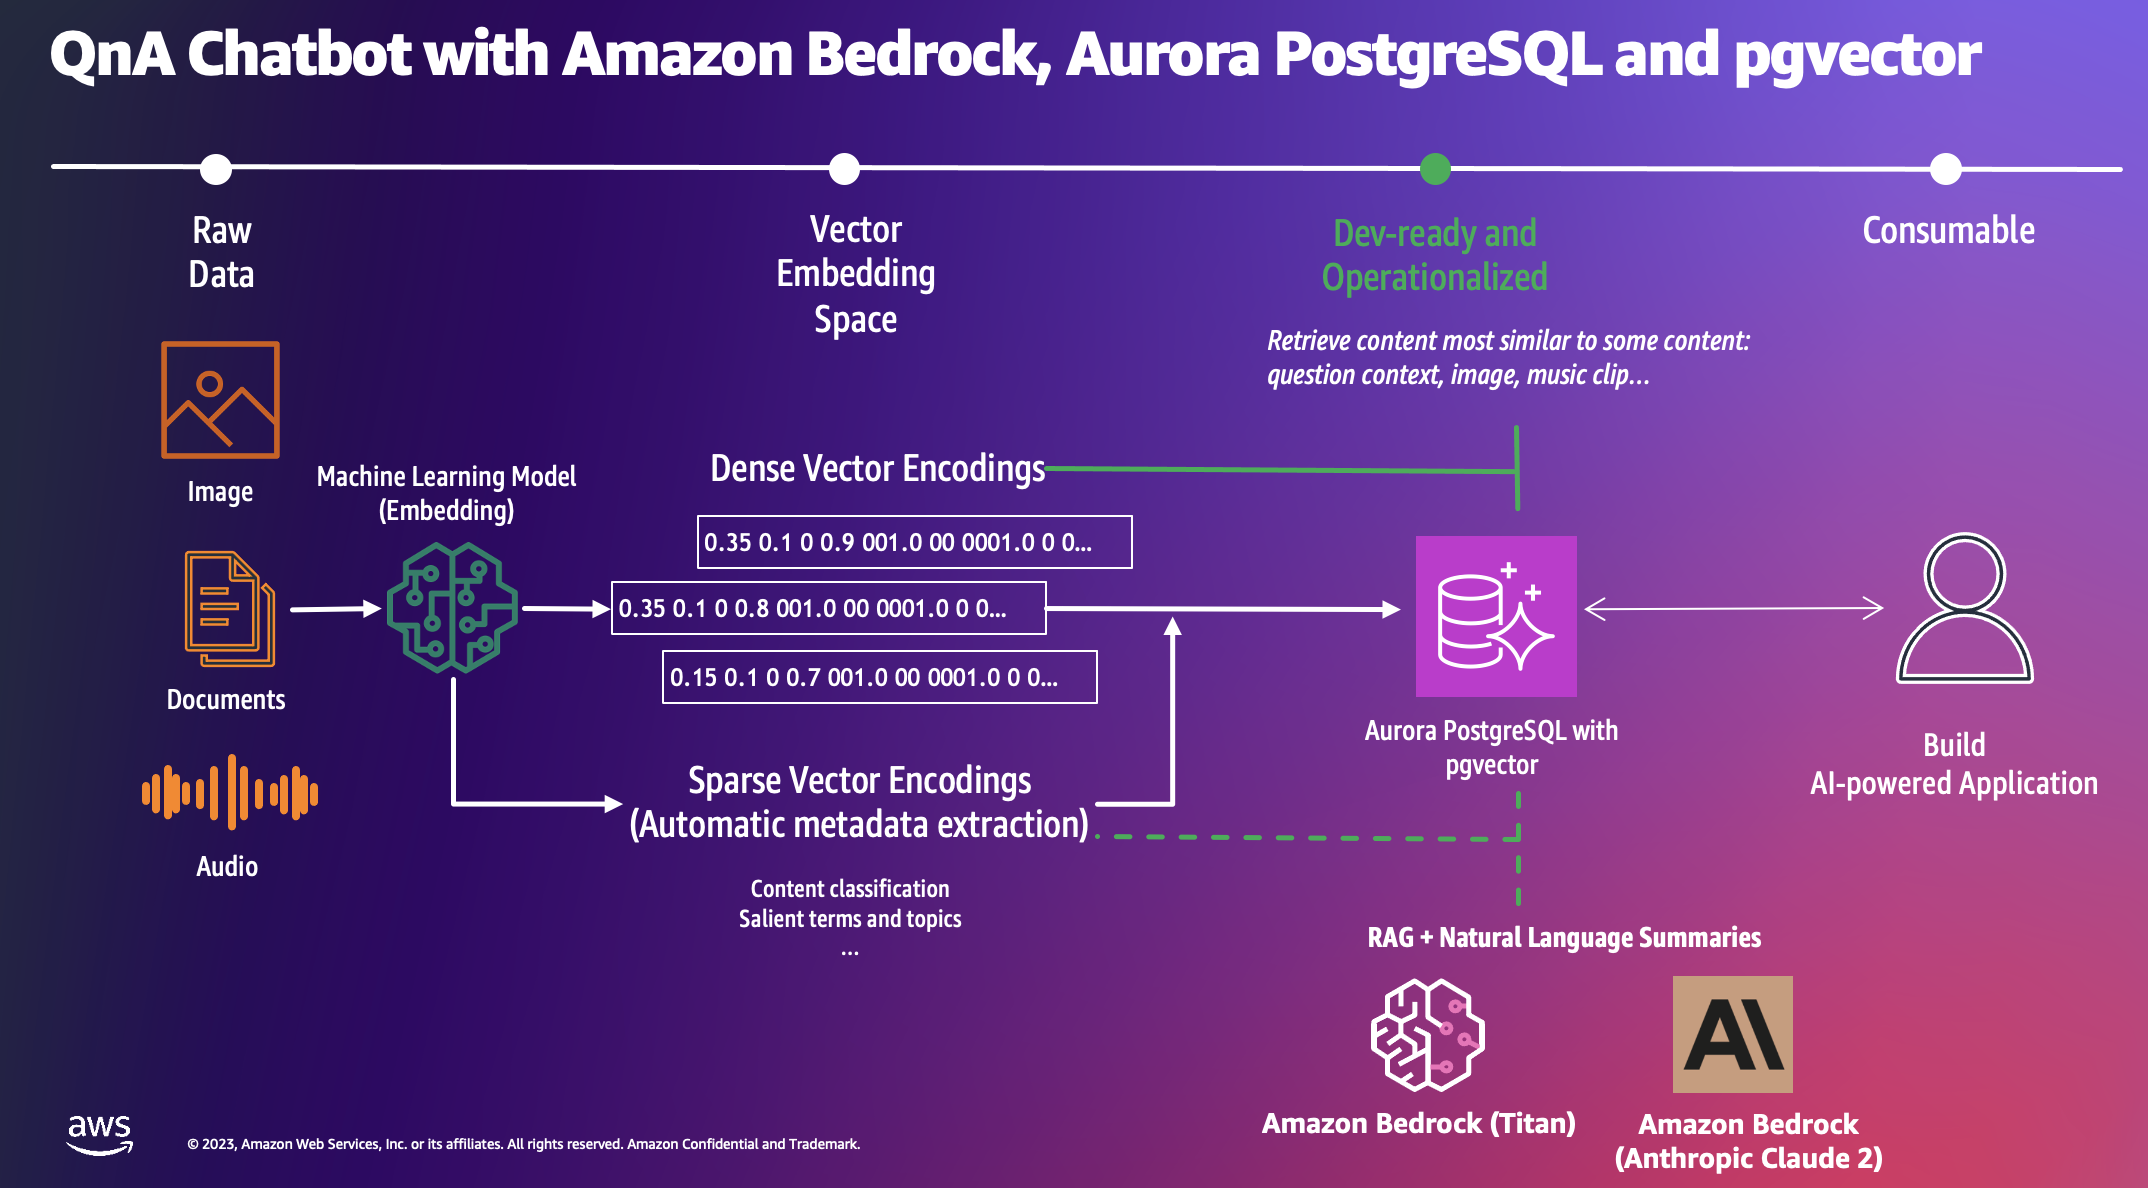 QnA Chatbot with Amazon Bedrock, Aurora PostgreSQL and pgvector
Raw
Data
Vector
Embedding
Space
Dev-ready and
Operationalized
Consumable
Retrieve content most similar to some content:
question context, image, music clip...
Image
Documents
Audio
Machine Learning Model
(Embedding)
Dense Vector Encodings
0.35 0.1 0 0.9 001.0 00 0001.0 0 0...
0.35 0.1 0 0.8 001.0 00 0001.0 0 0...
0.15 0.1 0 0.7 001.0 00 0001.0 0 0...
Sparse Vector Encodings
(Automatic metadata extraction)
Content classification
Salient terms and topics
...
Aurora PostgreSQL with
pgvector
Build
AI-powered Application
RAG + Natural Language Summaries
A\
Amazon Bedrock (Titan)
Amazon Bedrock
(Anthropic Claude 2)
aws
© 2023, Amazon Web Services, Inc. or its affiliates. All rights reserved. Amazon Confidential and Trademark.